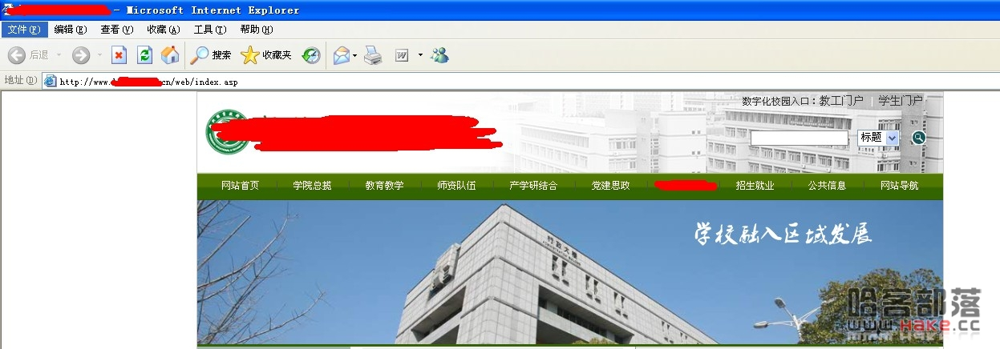 - Microsoft Internet Explorer
文件(F) 编辑(E) 查看(V) 收藏(A) 工具(T) 帮助(H)
后退 搜索 收藏夹
地址(D) http://www. cn/web/index.asp
数字化校园入口：教工门户 | 学生门户
标题
网站首页 学院总揽 教育教学 师资队伍 产学研结合 党建思政 招生就业 公共信息 网站导航
学校融入区域发展
行政大楼
哈客部落
www.HAKE.cc